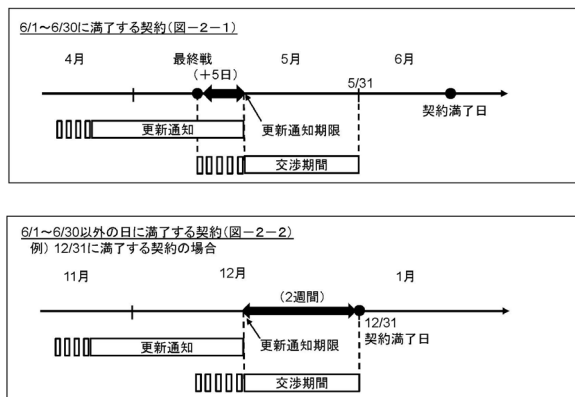 6/1～6/30に満了する契約(図－2－1)
4月 最終戦 5月 6月
(＋5日)
5/31
契約満了日
更新通知 更新通知期限
交渉期間
6/1～6/30以外の日に満了する契約(図－2－2)
例) 12/31に満了する契約の場合
11月 12月 1月
(2週間)
12/31
更新通知 更新通知期限 契約満了日
交渉期間